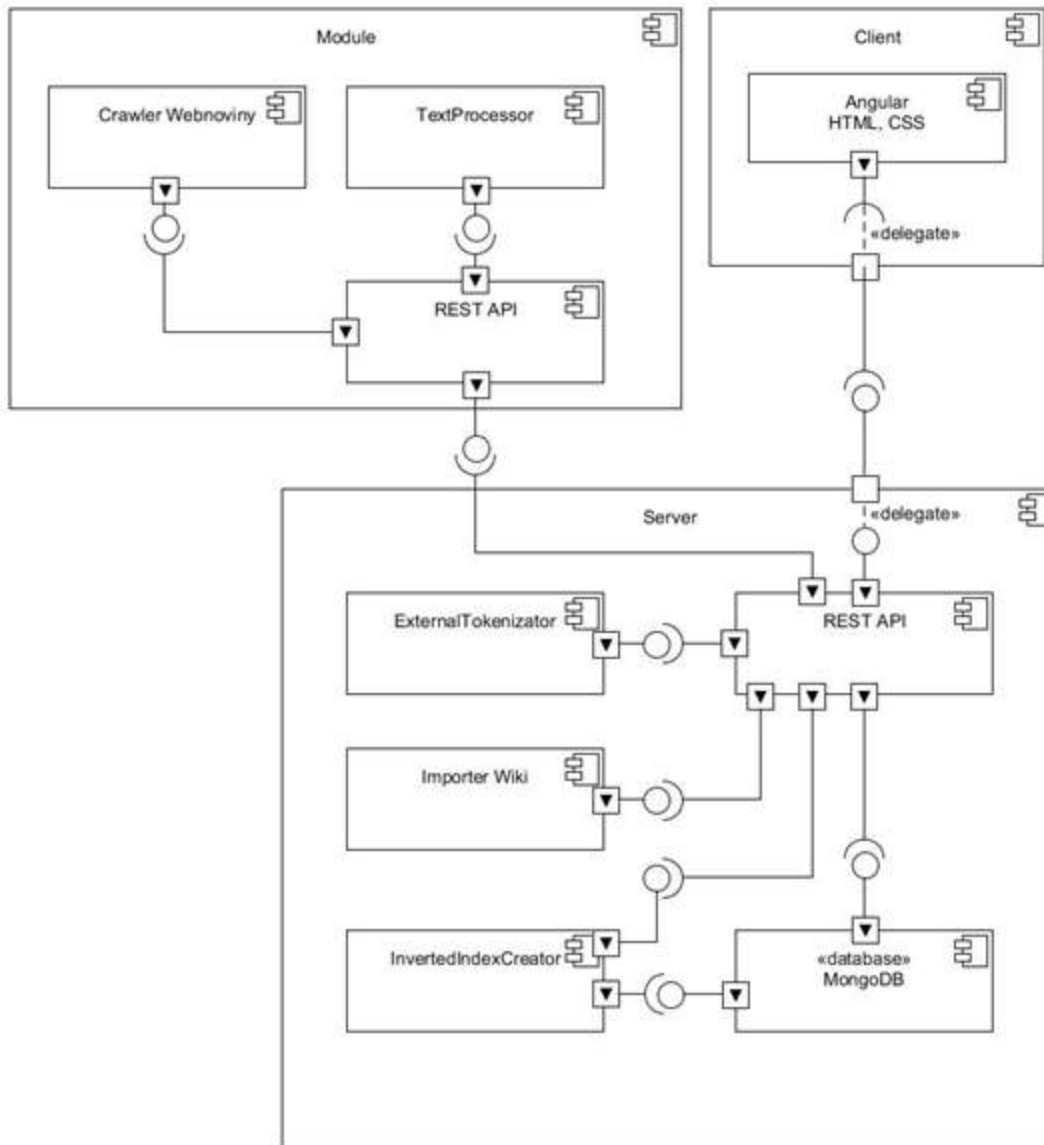 Module
Client
Crawler Webnoviny
TextProcessor
Angular
HTML, CSS
«delegate»
REST API
Server
«delegate»
ExternalTokenizator
REST API
Importer Wiki
InvertedIndexCreator
«database»
MongoDB